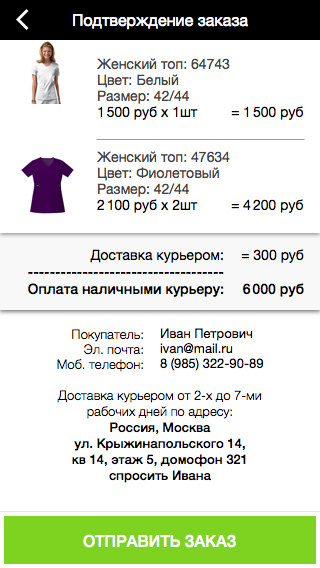 Подтверждение заказа
Женский топ: 64743
Цвет: Белый
Размер: 42/44
1 500 руб x 1шт = 1 500 руб
Женский топ: 47634
Цвет: Фиолетовый
Размер: 42/44
2 100 руб x 2шт = 4 200 руб
Доставка курьером: = 300 руб
------------------------------------
Оплата наличными курьеру: 6 000 руб
Покупатель: Иван Петрович
Эл. почта: ivan@mail.ru
Моб. телефон: 8 (985) 322-90-89
Доставка курьером от 2-х до 7-ми
рабочих дней по адресу:
Россия, Москва
ул. Крыжинапольского 14,
кв 14, этаж 5, домофон 321
спросить Ивана
ОТПРАВИТЬ ЗАКАЗ